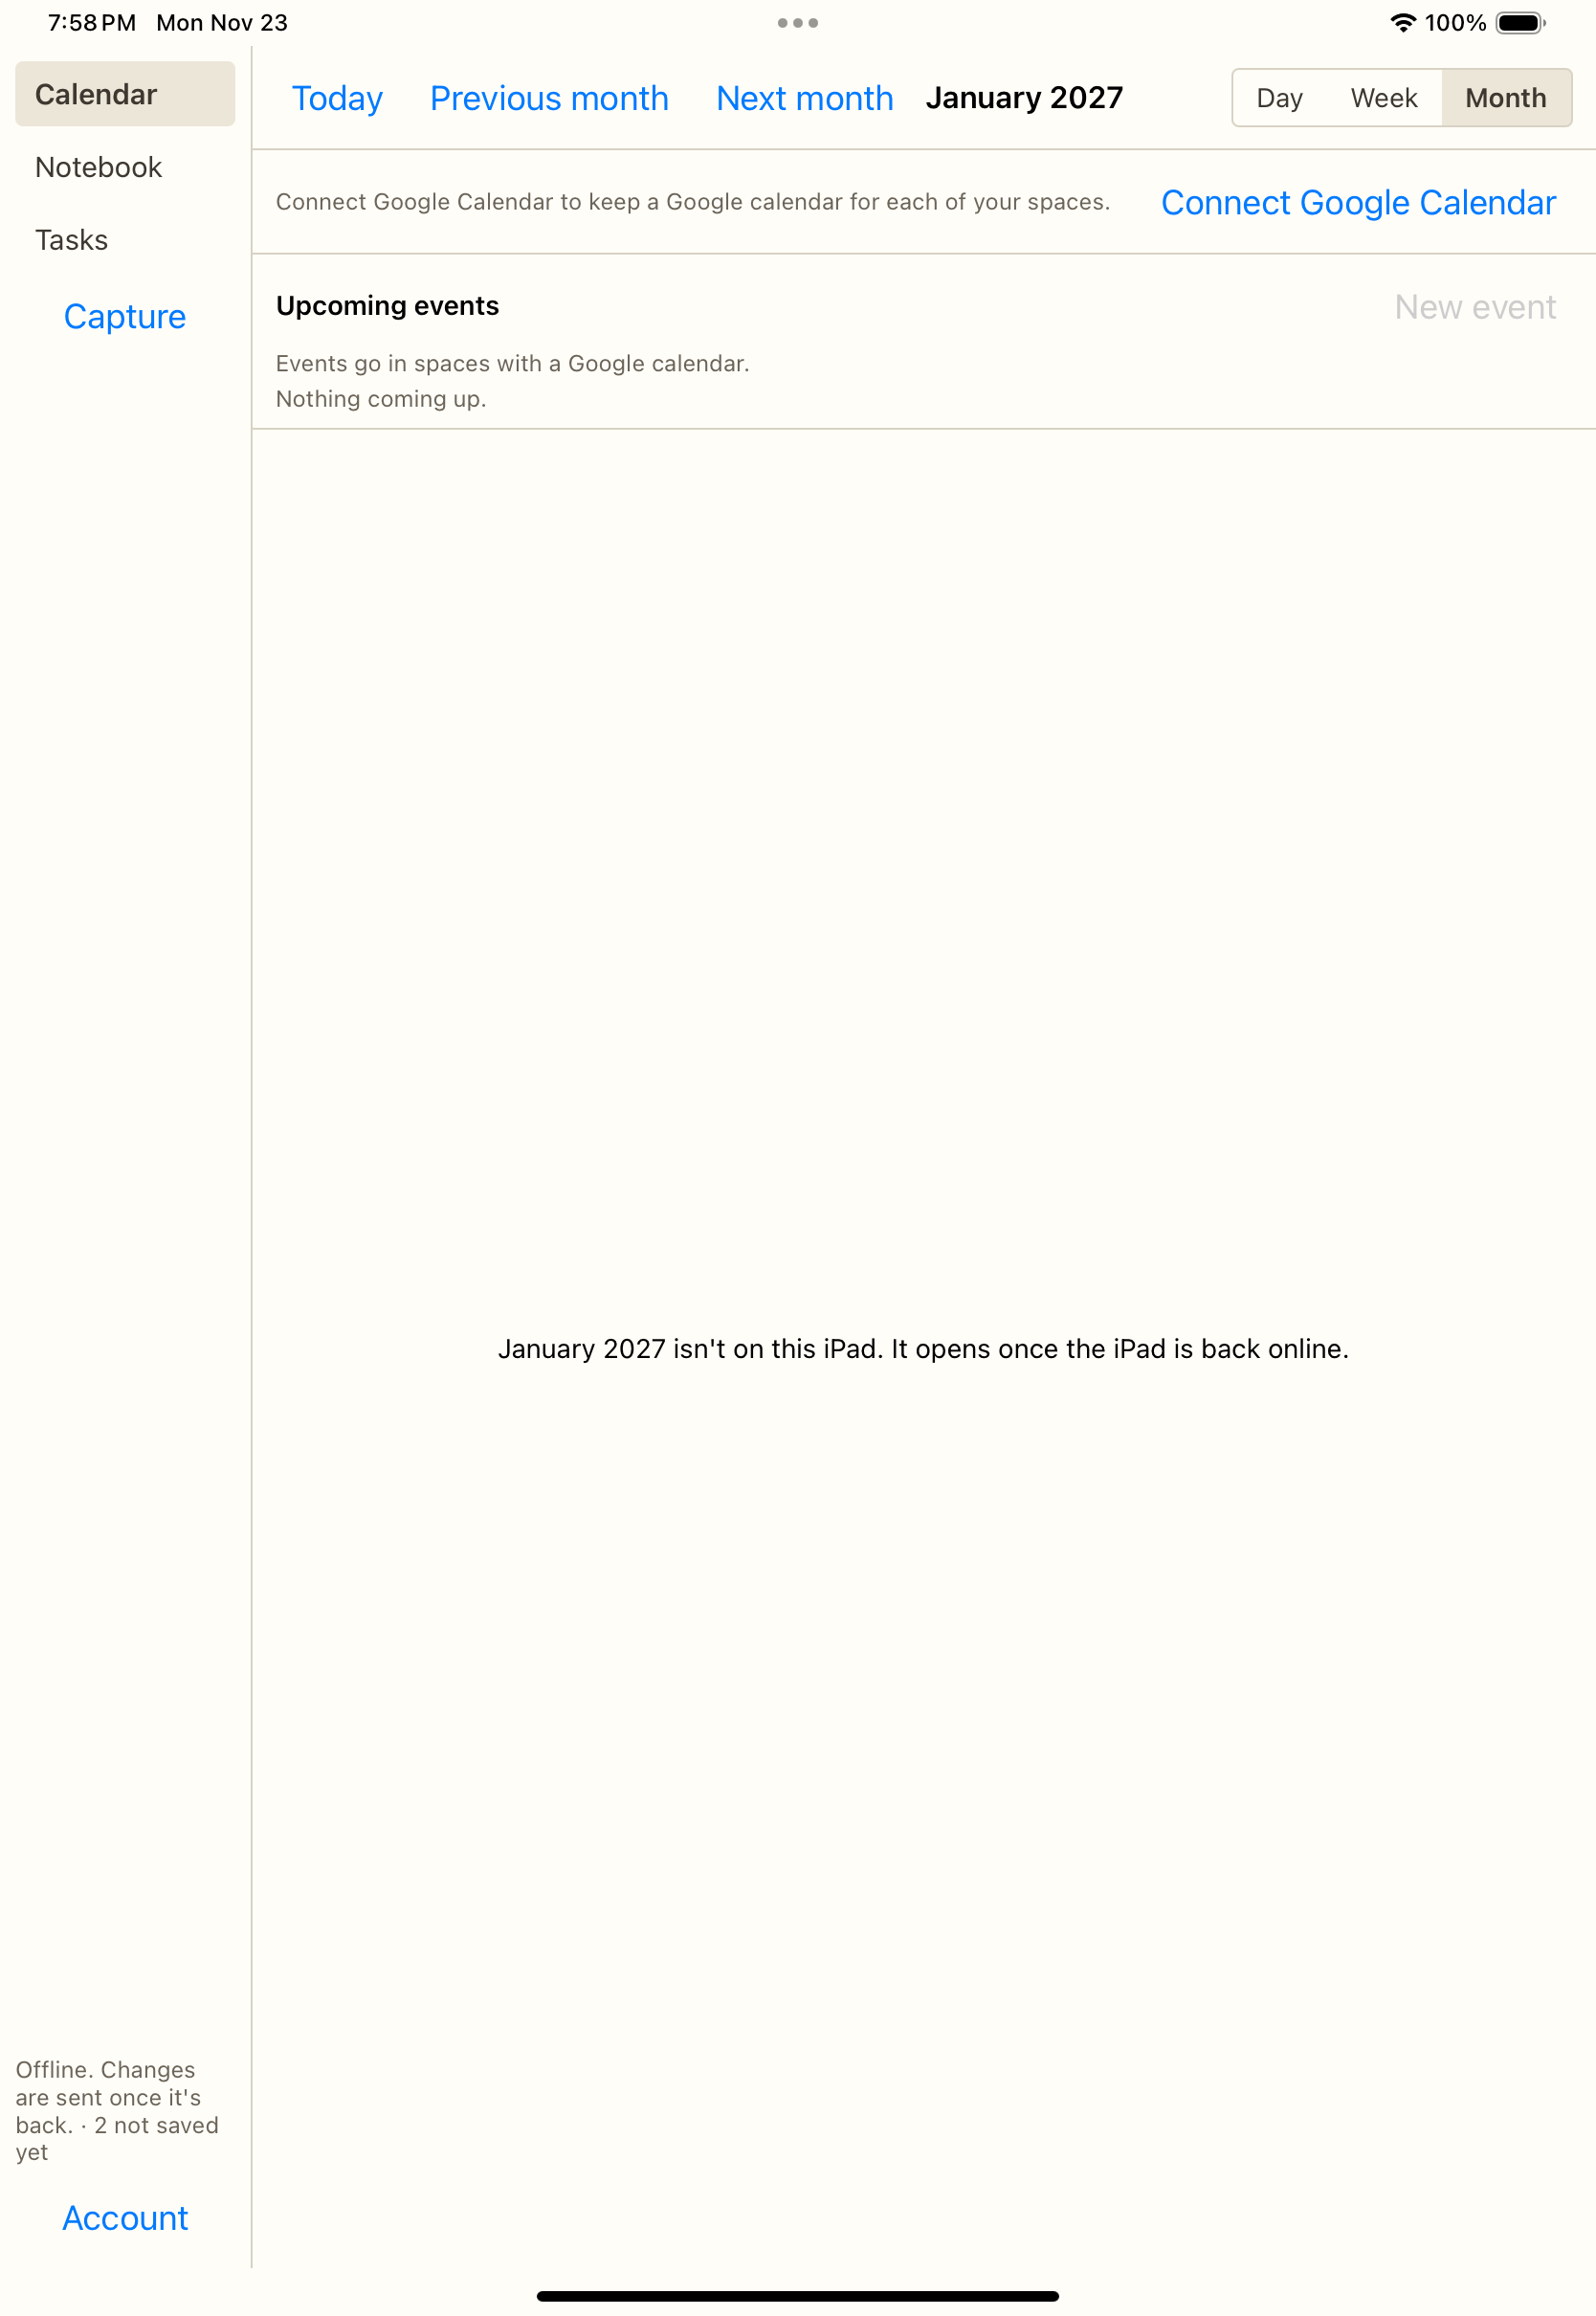 7:58 PM Mon Nov 23
100%
Calendar
Notebook
Tasks
Capture
Today Previous month Next month January 2027 Day Week Month
Connect Google Calendar to keep a Google calendar for each of your spaces. Connect Google Calendar
Upcoming events New event
Events go in spaces with a Google calendar.
Nothing coming up.
January 2027 isn't on this iPad. It opens once the iPad is back online.
Offline. Changes
are sent once it's
back. · 2 not saved
yet
Account